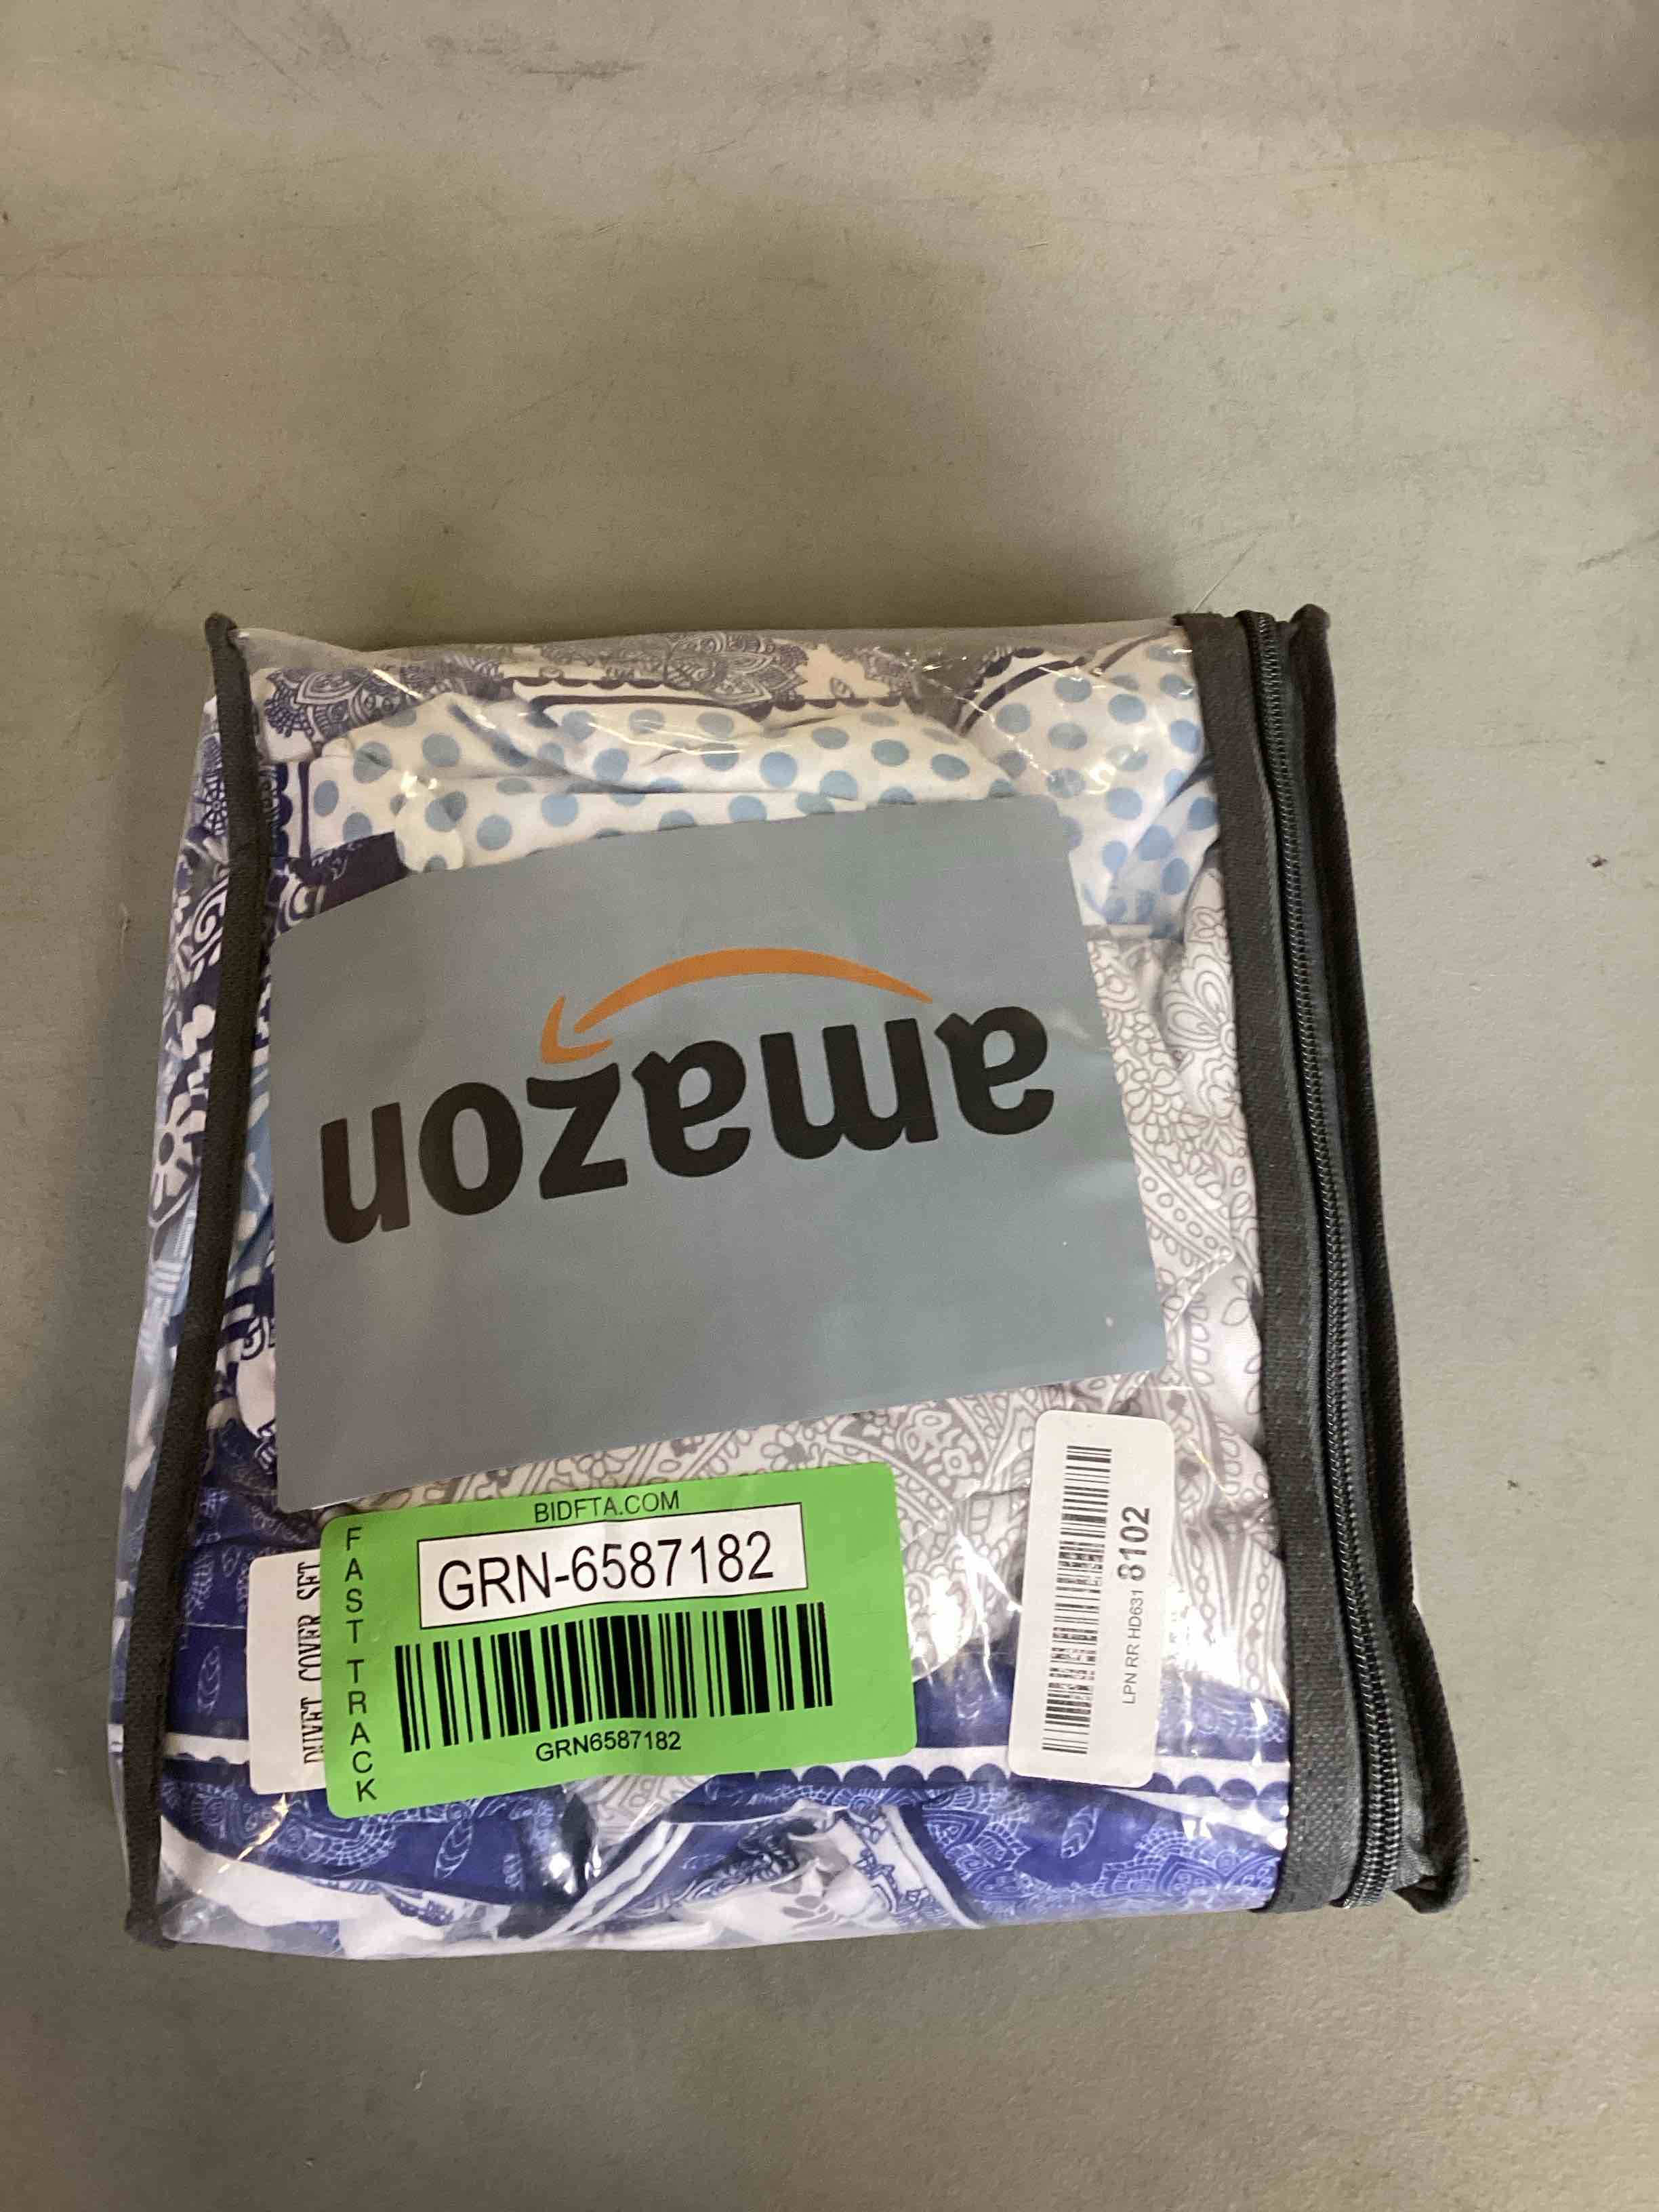 amazon
BIDFTA.COM
FAST TRACK
GRN-6587182
GRN6587182
DUVET COVER SET
LPN RR HD631 8102